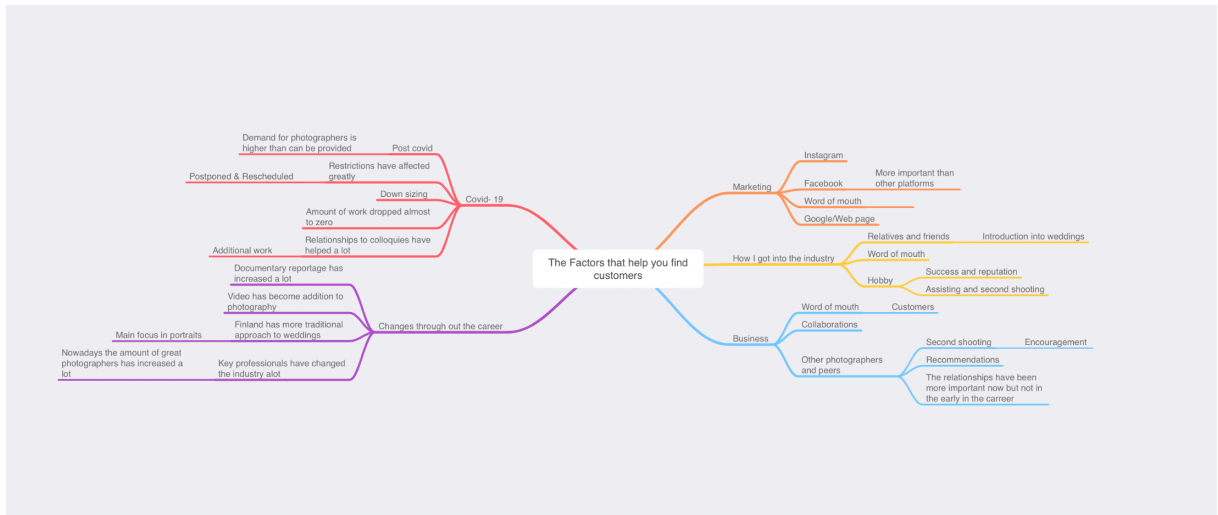 The Factors that help you find
customers
Covid- 19
Post covid
Demand for photographers is
higher than can be provided
Restrictions have affected
greatly
Postponed & Rescheduled
Down sizing
Amount of work dropped almost
to zero
Relationships to colloquies have
helped a lot
Additional work
Changes through out the career
Documentary reportage has
increased a lot
Video has become addition to
photography
Finland has more traditional
approach to weddings
Main focus in portraits
Key professionals have changed
the industry alot
Nowadays the amount of great
photographers has increased a
lot
Marketing
Instagram
Facebook
More important than
other platforms
Word of mouth
Google/Web page
How I got into the industry
Relatives and friends
Introduction into weddings
Word of mouth
Hobby
Success and reputation
Assisting and second shooting
Business
Word of mouth
Customers
Collaborations
Other photographers
and peers
Second shooting
Encouragement
Recommendations
The relationships have been
more important now but not in
the early in the carreer